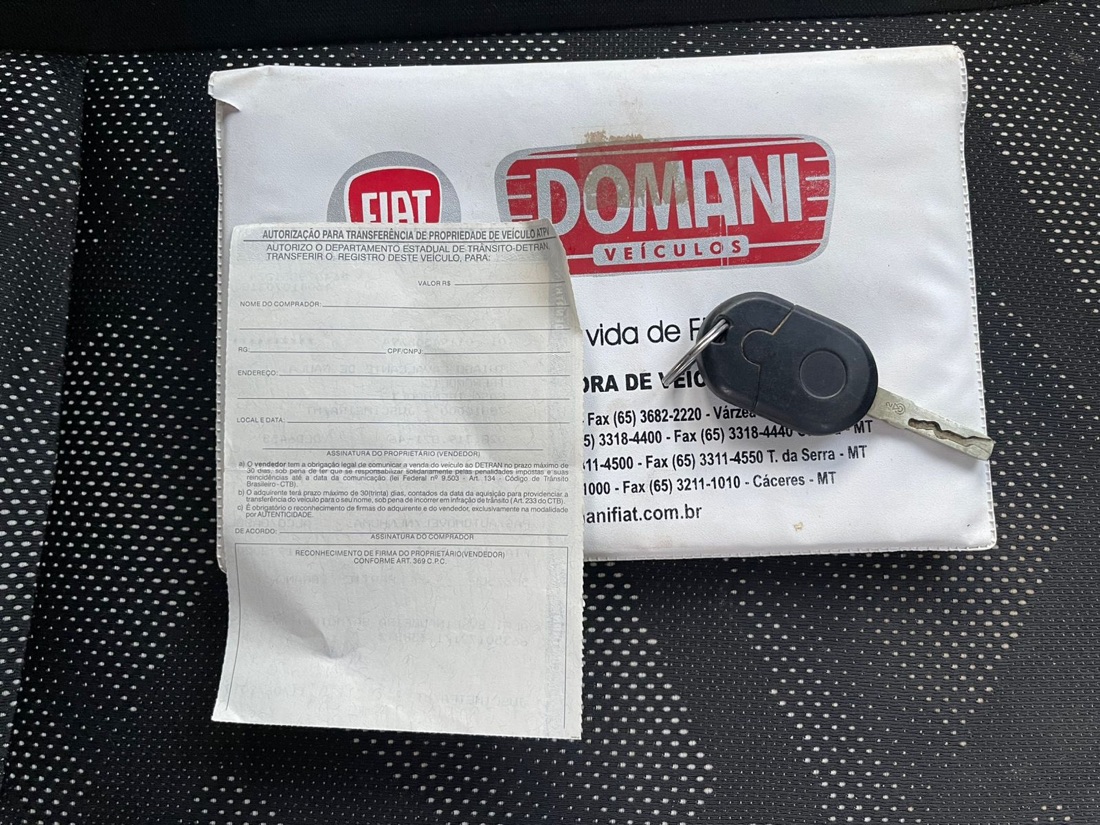 FIAT
DOMANI
VEÍCULOS
vida de Fi
ORA DE VEÍC
Fax (65) 3682-2220 - Várzea
5) 3318-4400 - Fax (65) 3318-4440 - MT
11-4500 - Fax (65) 3311-4550 T. da Serra - MT
1000 - Fax (65) 3211-1010 - Cáceres - MT
anifiat.com.br
AUTORIZAÇÃO PARA TRANSFERÊNCIA DE PROPRIEDADE DE VEÍCULO ATPV
AUTORIZO O DEPARTAMENTO ESTADUAL DE TRÂNSITO-DETRAN,
TRANSFERIR O REGISTRO DESTE VEÍCULO, PARA:
VALOR R$
NOME DO COMPRADOR:
RG: CPF/CNPJ
ENDEREÇO:
LOCAL E DATA:
ASSINATURA DO PROPRIETÁRIO (VENDEDOR)
a) O vendedor tem a obrigação legal de comunicar a venda do veículo ao DETRAN no prazo máximo de
30 dias, sob pena de ter que se responsabilizar solidariamente pelas penalidades impostas e suas
reincidências até a data da comunicação. (lei Federal nº 9.503 - Art. 134 - Código de Trânsito
Brasileiro - CTB).
b) O adquirente terá prazo máximo de 30(trinta) dias, contados da data da aquisição para providenciar a
transferência do veículo para o seu nome, sob pena de incorrer em infração de trânsito (Art. 233 do CTB).
c) É obrigatório o reconhecimento de firmas do adquirente e do vendedor, exclusivamente na modalidade
por AUTENTICIDADE.
DE ACORDO:
ASSINATURA DO COMPRADOR
RECONHECIMENTO DE FIRMA DO PROPRIETÁRIO(VENDEDOR)
CONFORME ART. 369 C.P.C.